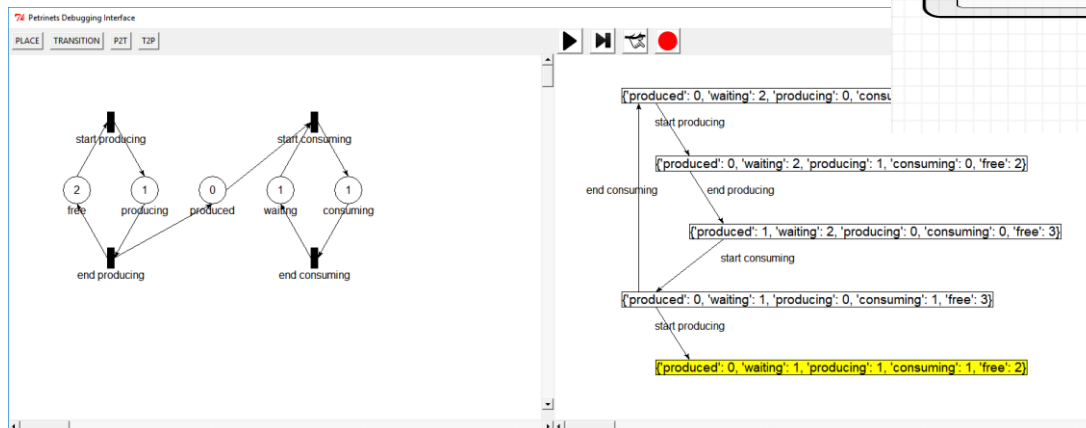 Petrinets Debugging Interface
PLACE TRANSITION P2T T2P
start producing start consuming
2 1 0 1 1
free producing produced waiting consuming
end producing end consuming
{'produced': 0, 'waiting': 2, 'producing': 0, 'consu
start producing
{'produced': 0, 'waiting': 2, 'producing': 1, 'consuming': 0, 'free': 2}
end consuming end producing
{'produced': 1, 'waiting': 2, 'producing': 0, 'consuming': 0, 'free': 3}
start consuming
{'produced': 0, 'waiting': 1, 'producing': 0, 'consuming': 1, 'free': 3}
start producing
{'produced': 0, 'waiting': 1, 'producing': 1, 'consuming': 1, 'free': 2}